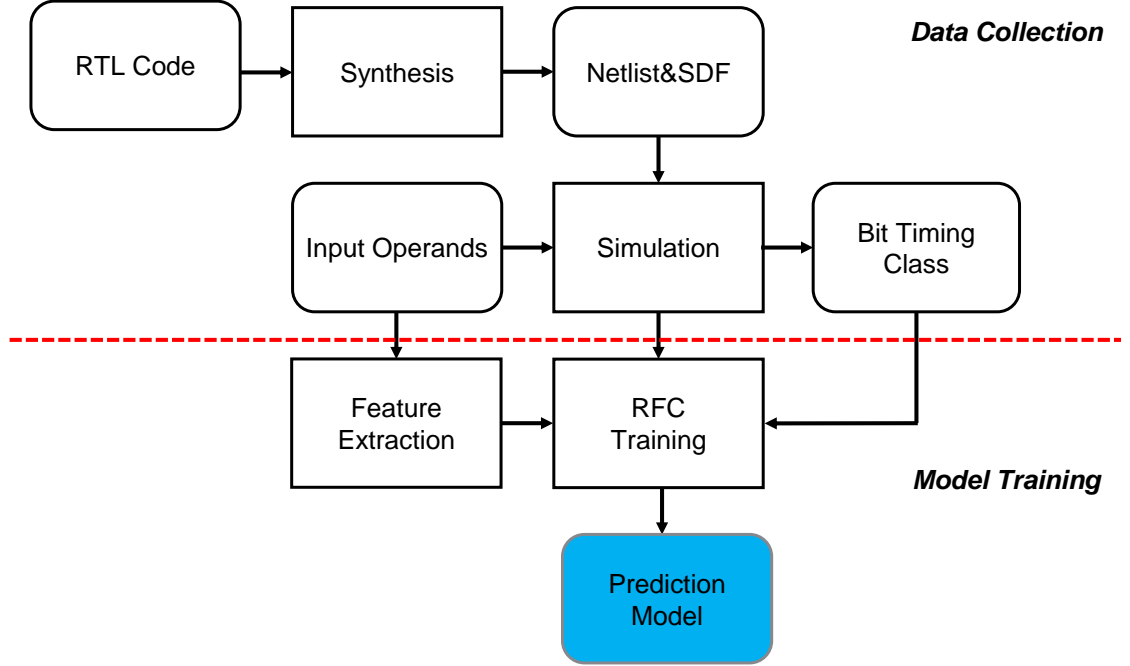 Data Collection
RTL Code
Synthesis
Netlist&SDF
Input Operands
Simulation
Bit Timing
Class
Feature
Extraction
RFC
Training
Model Training
Prediction
Model